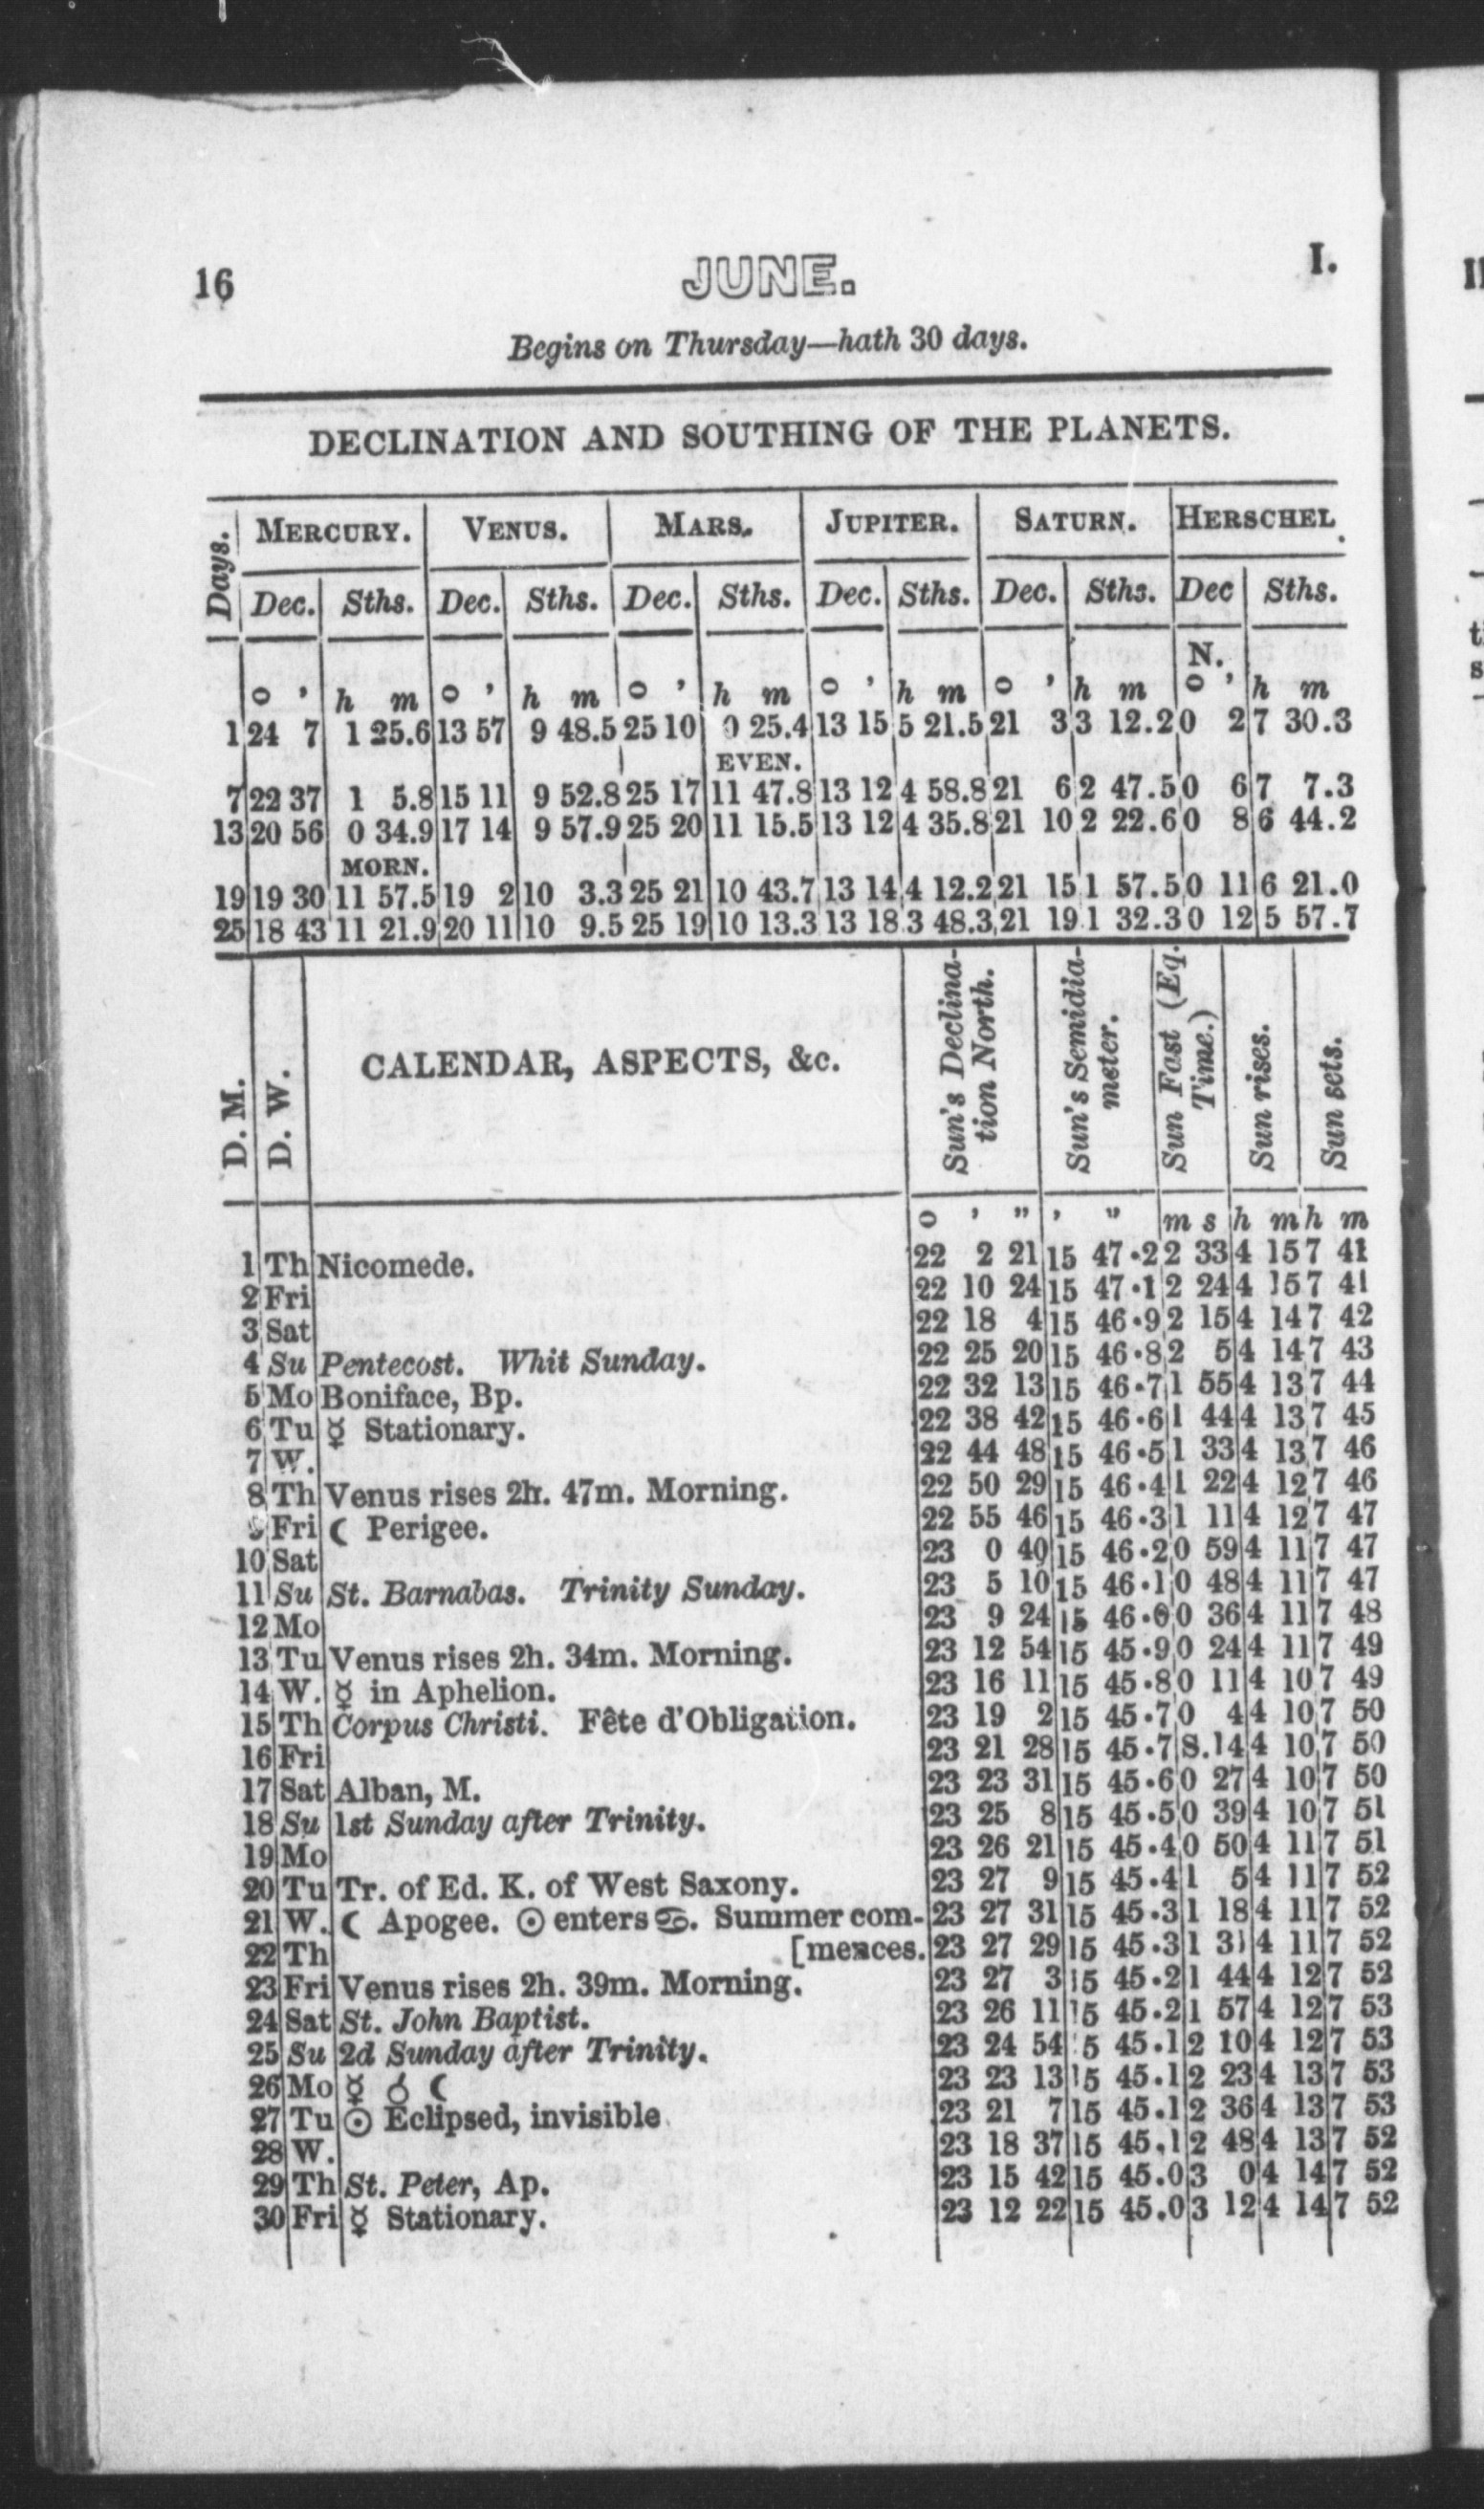 16 JUNE. I.
Begins on Thursday—hath 30 days.
DECLINATION AND SOUTHING OF THE PLANETS.
Days. MERCURY. VENUS. MARS. JUPITER. SATURN. HERSCHEL.
Dec. Sths. Dec. Sths. Dec. Sths. Dec. Sths. Dec. Sths. Dec Sths.
N.
o ' h m o ' h m o ' h m o ' h m o ' h m o ' h m
1 24 7 1 25.6 13 57 9 48.5 25 10 0 25.4 13 15 5 21.5 21 3 3 12.2 0 2 7 30.3
EVEN.
7 22 37 1 5.8 15 11 9 52.8 25 17 11 47.8 13 12 4 58.8 21 6 2 47.5 0 6 7 7.3
13 20 56 0 34.9 17 14 9 57.9 25 20 11 15.5 13 12 4 35.8 21 10 2 22.6 0 8 6 44.2
MORN.
19 19 30 11 57.5 19 2 10 3.3 25 21 10 43.7 13 14 4 12.2 21 15 1 57.5 0 11 6 21.0
25 18 43 11 21.9 20 11 10 9.5 25 19 10 13.3 13 18 3 48.3 21 19 1 32.3 0 12 5 57.7
D. M. D. W. CALENDAR, ASPECTS, &c. Sun's Declination North. Sun's Semidiameter. Sun Fast (Eq. Time.) Sun rises. Sun sets.
o ' " ' " m s h m h m
1 Th Nicomede. 22 2 21 15 47·2 2 33 4 15 7 41
2 Fri 22 10 24 15 47·1 2 24 4 15 7 41
3 Sat 22 18 4 15 46·9 2 15 4 14 7 42
4 Su Pentecost. Whit Sunday. 22 25 20 15 46·8 2 5 4 14 7 43
5 Mo Boniface, Bp. 22 32 13 15 46·7 1 55 4 13 7 44
6 Tu ☿ Stationary. 22 38 42 15 46·6 1 44 4 13 7 45
7 W. 22 44 48 15 46·5 1 33 4 13 7 46
8 Th Venus rises 2h. 47m. Morning. 22 50 29 15 46·4 1 22 4 12 7 46
9 Fri ☾ Perigee. 22 55 46 15 46·3 1 11 4 12 7 47
10 Sat 23 0 40 15 46·2 0 59 4 11 7 47
11 Su St. Barnabas. Trinity Sunday. 23 5 10 15 46·1 0 48 4 11 7 47
12 Mo 23 9 24 15 46·0 0 36 4 11 7 48
13 Tu Venus rises 2h. 34m. Morning. 23 12 54 15 45·9 0 24 4 11 7 49
14 W. ☿ in Aphelion. 23 16 11 15 45·8 0 11 4 10 7 49
15 Th Corpus Christi. Fête d'Obligation. 23 19 2 15 45·7 0 4 4 10 7 50
16 Fri 23 21 28 15 45·7 S.14 4 10 7 50
17 Sat Alban, M. 23 23 31 15 45·6 0 27 4 10 7 50
18 Su 1st Sunday after Trinity. 23 25 8 15 45·5 0 39 4 10 7 51
19 Mo 23 26 21 15 45·4 0 50 4 11 7 51
20 Tu Tr. of Ed. K. of West Saxony. 23 27 9 15 45.4 1 5 4 11 7 52
21 W. ☾ Apogee. ☉ enters ♋. Summer com- 23 27 31 15 45·3 1 18 4 11 7 52
22 Th [mences. 23 27 29 15 45.3 1 31 4 11 7 52
23 Fri Venus rises 2h. 39m. Morning. 23 27 3 15 45.2 1 44 4 12 7 52
24 Sat St. John Baptist. 23 26 11 15 45.2 1 57 4 12 7 53
25 Su 2d Sunday after Trinity. 23 24 54 15 45.1 2 10 4 12 7 53
26 Mo ☿ ☌ ☾ 23 23 13 15 45.1 2 23 4 13 7 53
27 Tu ☉ Eclipsed, invisible 23 21 7 15 45.1 2 36 4 13 7 53
28 W. 23 18 37 15 45.1 2 48 4 13 7 52
29 Th St. Peter, Ap. 23 15 42 15 45.0 3 0 4 14 7 52
30 Fri ☿ Stationary. 23 12 22 15 45.0 3 12 4 14 7 52